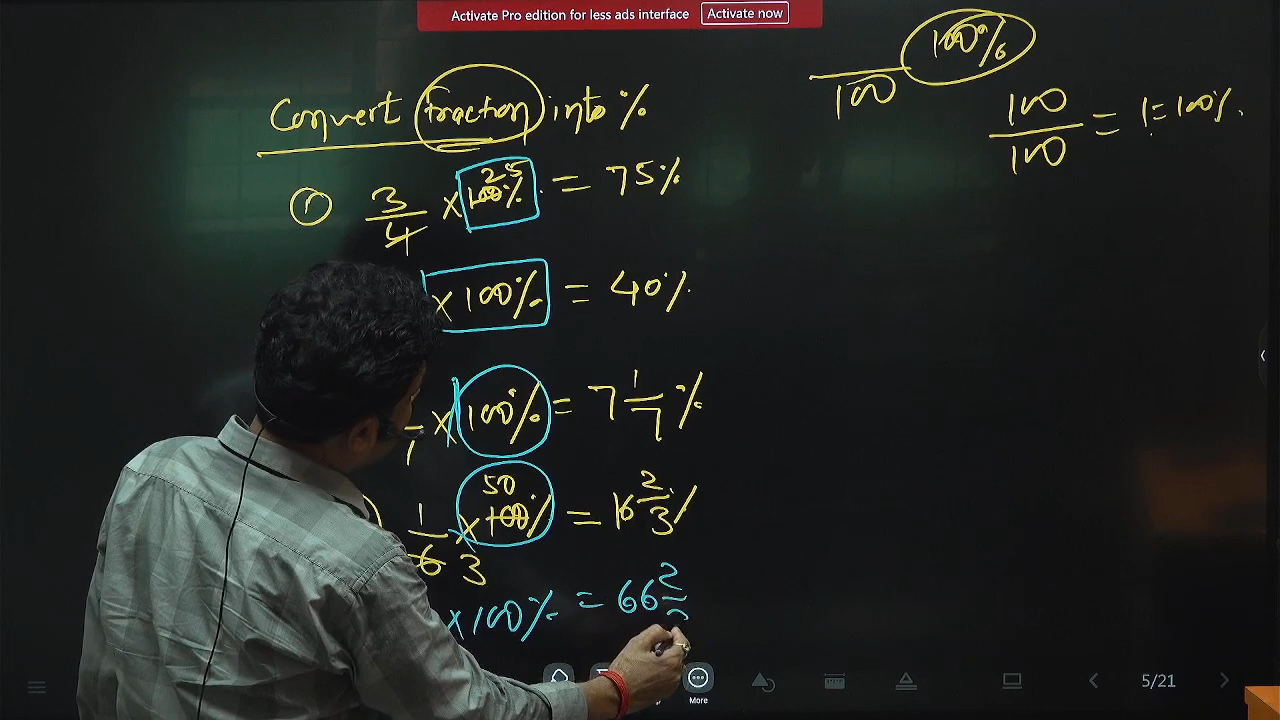 Activate Pro edition for less ads interface Activate now
100%
100
100/100 = 1 = 100%.
Convert fraction into %
1 3/4 × 100% 25 = 75%
× 100% = 40%
× 100% = 7 1/7 %
1/6 × 100% 50 3 = 16 2/3 %
× 100% = 66 2
More
5/21